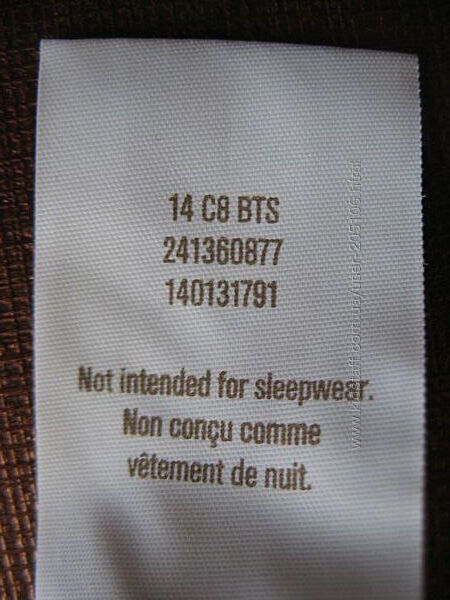 14 C8 BTS
241360877
140131791
Not intended for sleepwear.
Non conçu comme
vêtement de nuit.